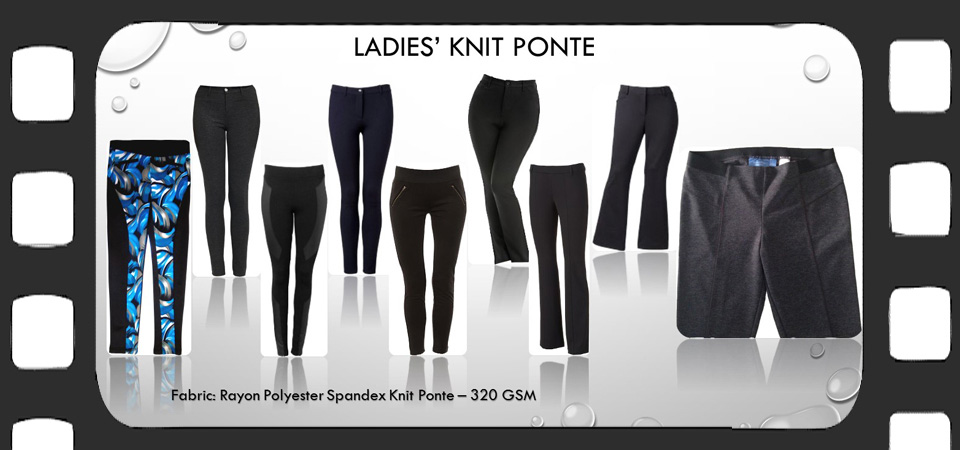 LADIES’ KNIT PONTE
Fabric: Rayon Polyester Spandex Knit Ponte – 320 GSM